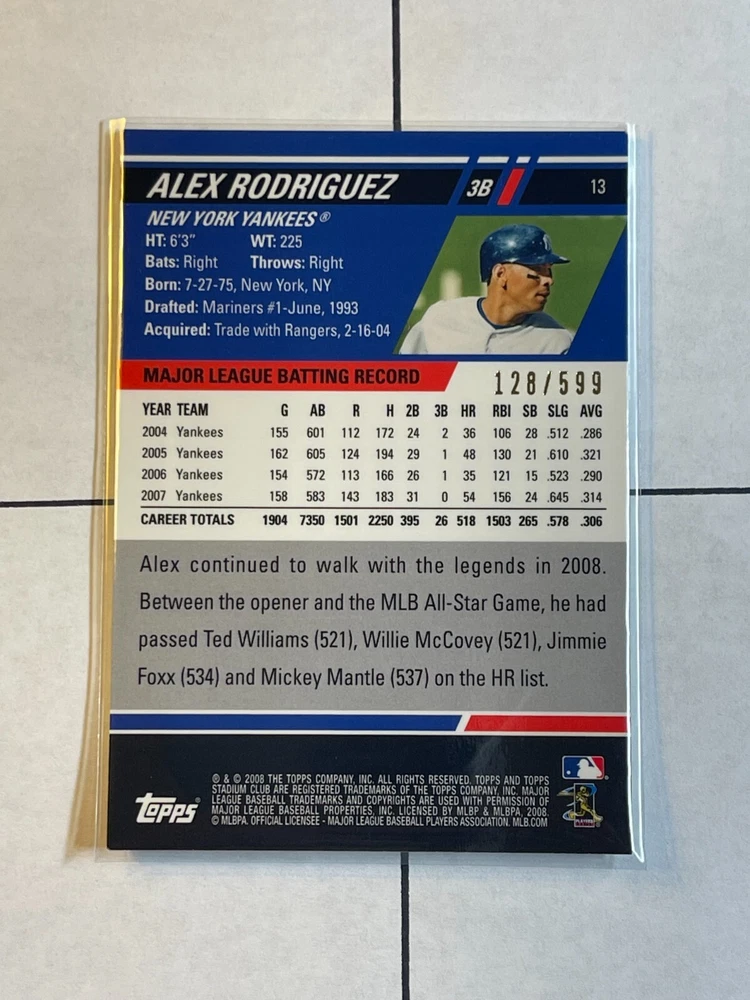 ALEX RODRIGUEZ 3B 13
NEW YORK YANKEES®
HT: 6'3" WT: 225
Bats: Right Throws: Right
Born: 7-27-75, New York, NY
Drafted: Mariners #1-June, 1993
Acquired: Trade with Rangers, 2-16-04
MAJOR LEAGUE BATTING RECORD 128/599
YEAR TEAM G AB R H 2B 3B HR RBI SB SLG AVG
2004 Yankees 155 601 112 172 24 2 36 106 28 .512 .286
2005 Yankees 162 605 124 194 29 1 48 130 21 .610 .321
2006 Yankees 154 572 113 166 26 1 35 121 15 .523 .290
2007 Yankees 158 583 143 183 31 0 54 156 24 .645 .314
CAREER TOTALS 1904 7350 1501 2250 395 26 518 1503 265 .578 .306
Alex continued to walk with the legends in 2008.
Between the opener and the MLB All-Star Game, he had
passed Ted Williams (521), Willie McCovey (521), Jimmie
Foxx (534) and Mickey Mantle (537) on the HR list.
® & © 2008 THE TOPPS COMPANY, INC. ALL RIGHTS RESERVED. TOPPS AND TOPPS
STADIUM CLUB ARE REGISTERED TRADEMARKS OF THE TOPPS COMPANY, INC. MAJOR
LEAGUE BASEBALL TRADEMARKS AND COPYRIGHTS ARE USED WITH PERMISSION OF
MAJOR LEAGUE BASEBALL PROPERTIES, INC. LICENSED BY MLBP & MLBPA, 2008.
© MLBPA. OFFICIAL LICENSEE - MAJOR LEAGUE BASEBALL PLAYERS ASSOCIATION. MLB.COM
topps